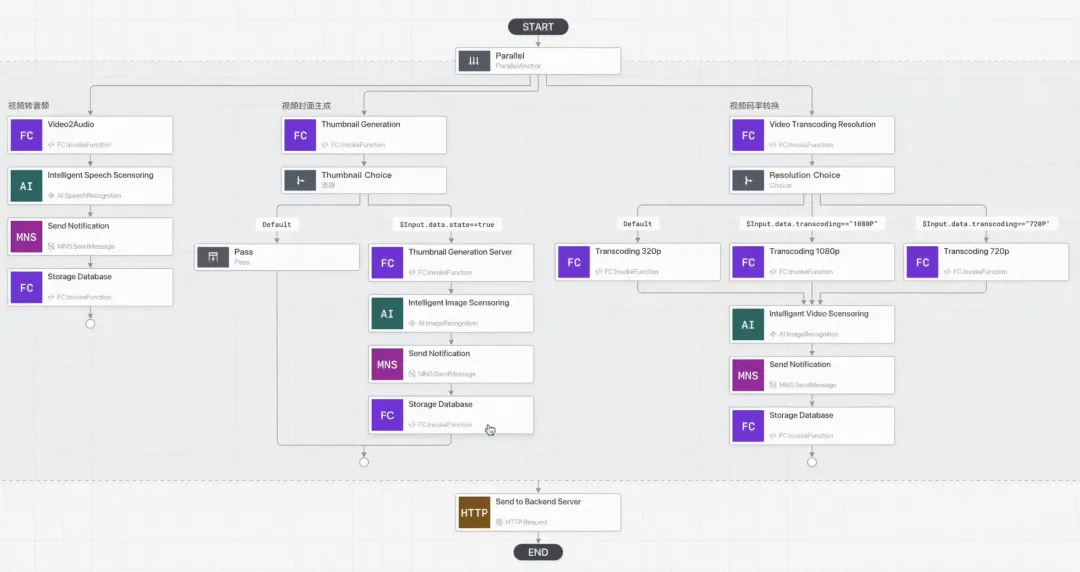 START
Parallel
ParallelAnchor
视频转音频
FC
Video2Audio
FC:InvokeFunction
AI
Intelligent Speech Scensoring
AI.SpeechRecognition
MNS
Send Notification
MNS:SendMessage
FC
Storage Database
FC:InvokeFunction
视频封面生成
FC
Thumbnail Generation
FC:InvokeFunction
Thumbnail Choice
选择
Default
$Input.data.state==true
Pass
Pass
FC
Thumbnail Generation Server
FC:InvokeFunction
AI
Intelligent Image Scensoring
AI.ImageRecognition
MNS
Send Notification
MNS:SendMessage
FC
Storage Database
FC:InvokeFunction
视频码率转换
FC
Video Transcoding Resolution
FC:InvokeFunction
Resolution Choice
Choice
Default
$Input.data.transcoding=="1080P"
$Input.data.transcoding=="720P"
FC
Transcoding 320p
FC:InvokeFunction
FC
Transcoding 1080p
FC:InvokeFunction
FC
Transcoding 720p
FC:InvokeFunction
AI
Intelligent Video Scensoring
AI.ImageRecognition
MNS
Send Notification
MNS:SendMessage
FC
Storage Database
FC:InvokeFunction
HTTP
Send to Backend Server
HTTP:Request
END